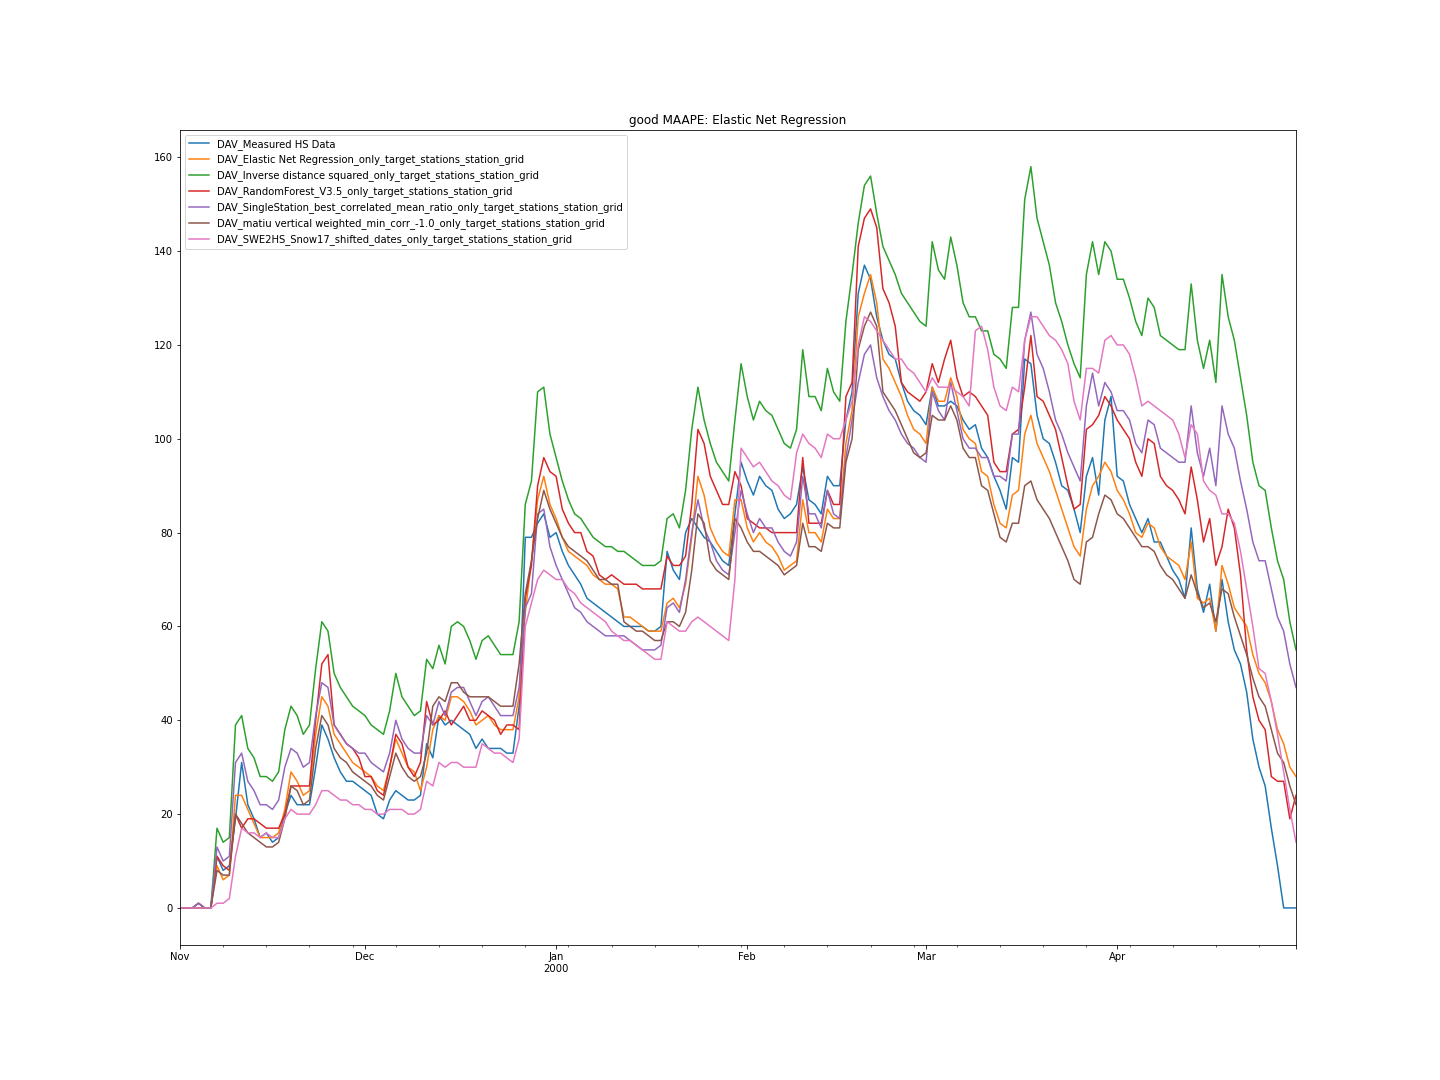 good MAAPE: Elastic Net Regression
DAV_Measured HS Data
DAV_Elastic Net Regression_only_target_stations_station_grid
DAV_Inverse distance squared_only_target_stations_station_grid
DAV_RandomForest_V3.5_only_target_stations_station_grid
DAV_SingleStation_best_correlated_mean_ratio_only_target_stations_station_grid
DAV_matiu vertical weighted_min_corr_-1.0_only_target_stations_station_grid
DAV_SWE2HS_Snow17_shifted_dates_only_target_stations_station_grid
160
140
120
100
80
60
40
20
0
Nov Dec Jan Feb Mar Apr
2000